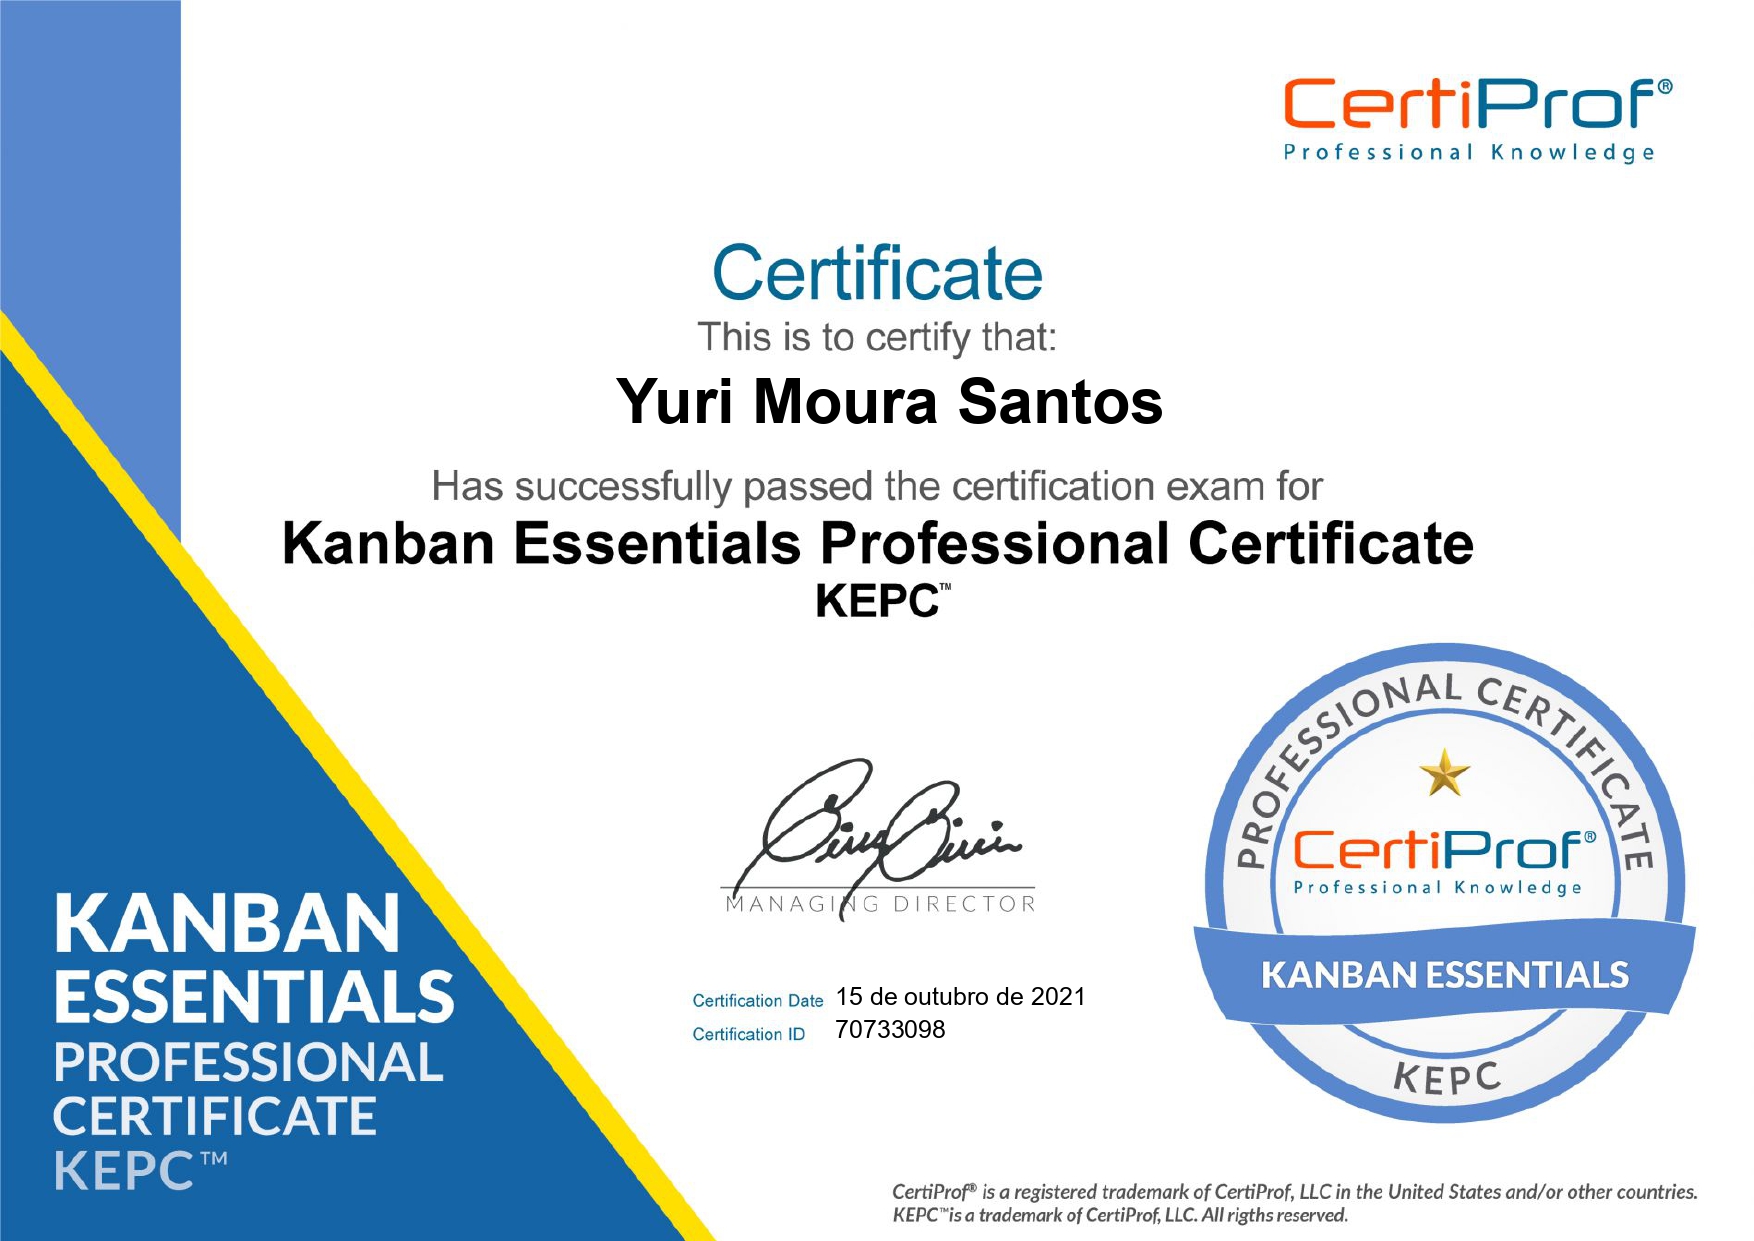 CertiProf®
Professional Knowledge
Certificate
This is to certify that:
Yuri Moura Santos
Has successfully passed the certification exam for
Kanban Essentials Professional Certificate
KEPC™
MANAGING DIRECTOR
Certification Date 15 de outubro de 2021
Certification ID 70733098
KANBAN
ESSENTIALS
PROFESSIONAL
CERTIFICATE
KEPC™
PROFESSIONAL CERTIFICATE
CertiProf®
Professional Knowledge
KANBAN ESSENTIALS
KEPC
CertiProf® is a registered trademark of CertiProf, LLC in the United States and/or other countries.
KEPC™is a trademark of CertiProf, LLC. All rigths reserved.